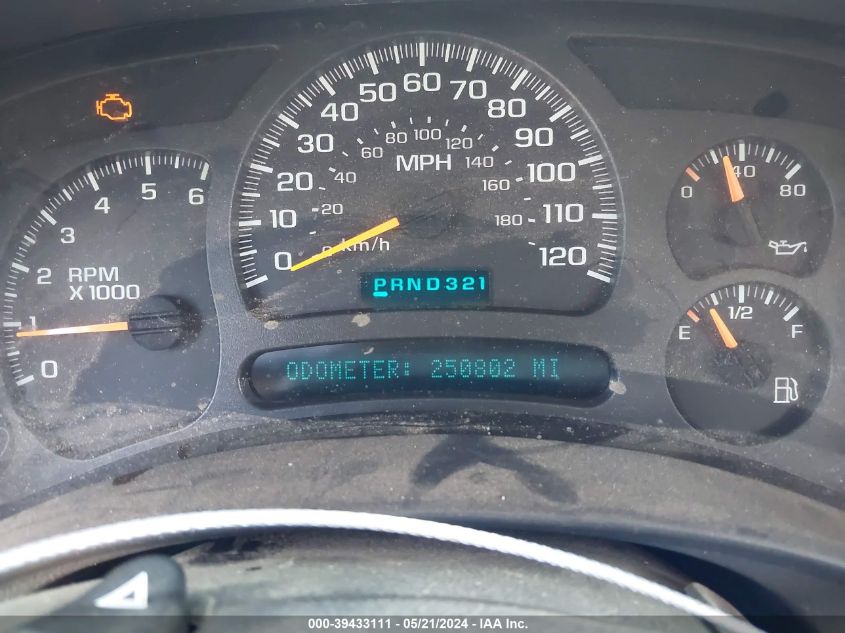 0 1 2 3 4 5 6
RPM
X 1000
0 10 20 30 40 50 60 70 80 90 100 110 120
20 40 60 80 100 120 140 160 180
MPH
km/h
PRND321
ODOMETER: 250802 MI
0 40 80
E 1/2 F
000-39433111 - 05/21/2024 - IAA Inc.